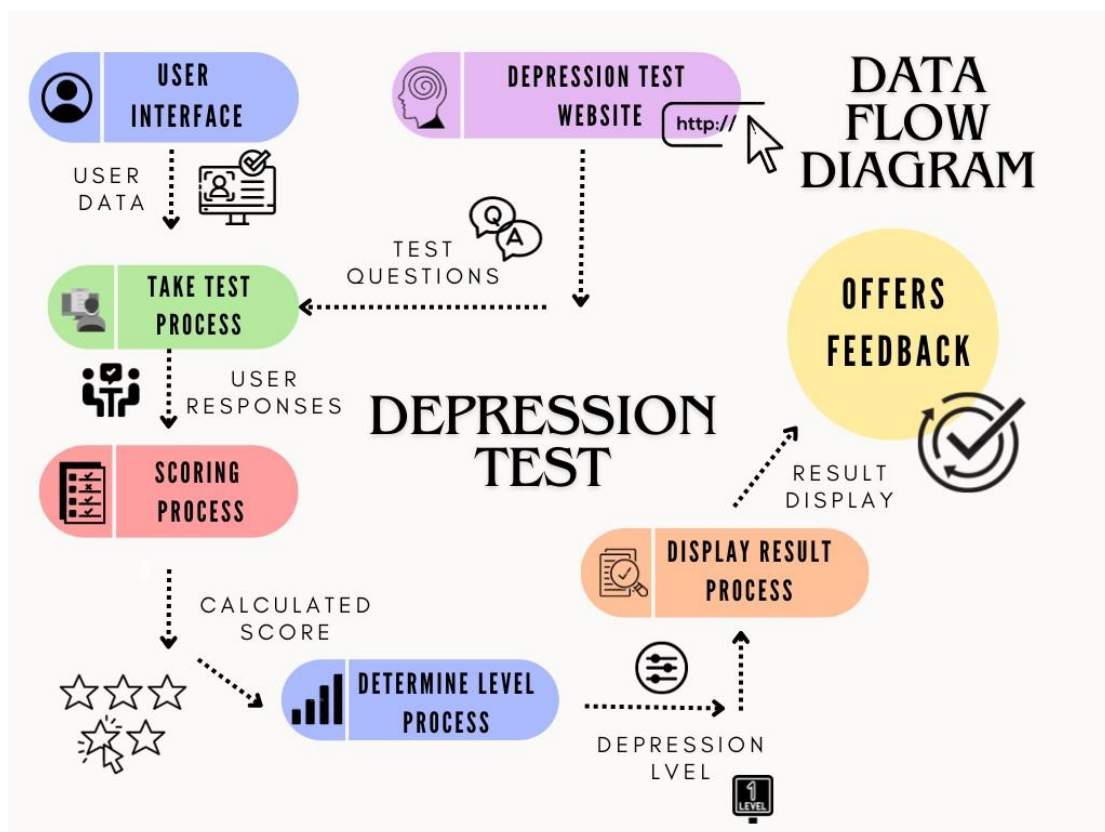 USER
INTERFACE
DEPRESSION TEST
WEBSITE
http://
DATA
FLOW
DIAGRAM
USER
DATA
TEST
QUESTIONS
Q
A
TAKE TEST
PROCESS
OFFERS
FEEDBACK
USER
RESPONSES
DEPRESSION
TEST
SCORING
PROCESS
RESULT
DISPLAY
DISPLAY RESULT
PROCESS
CALCULATED
SCORE
DETERMINE LEVEL
PROCESS
DEPRESSION
LVEL
1
LEVEL